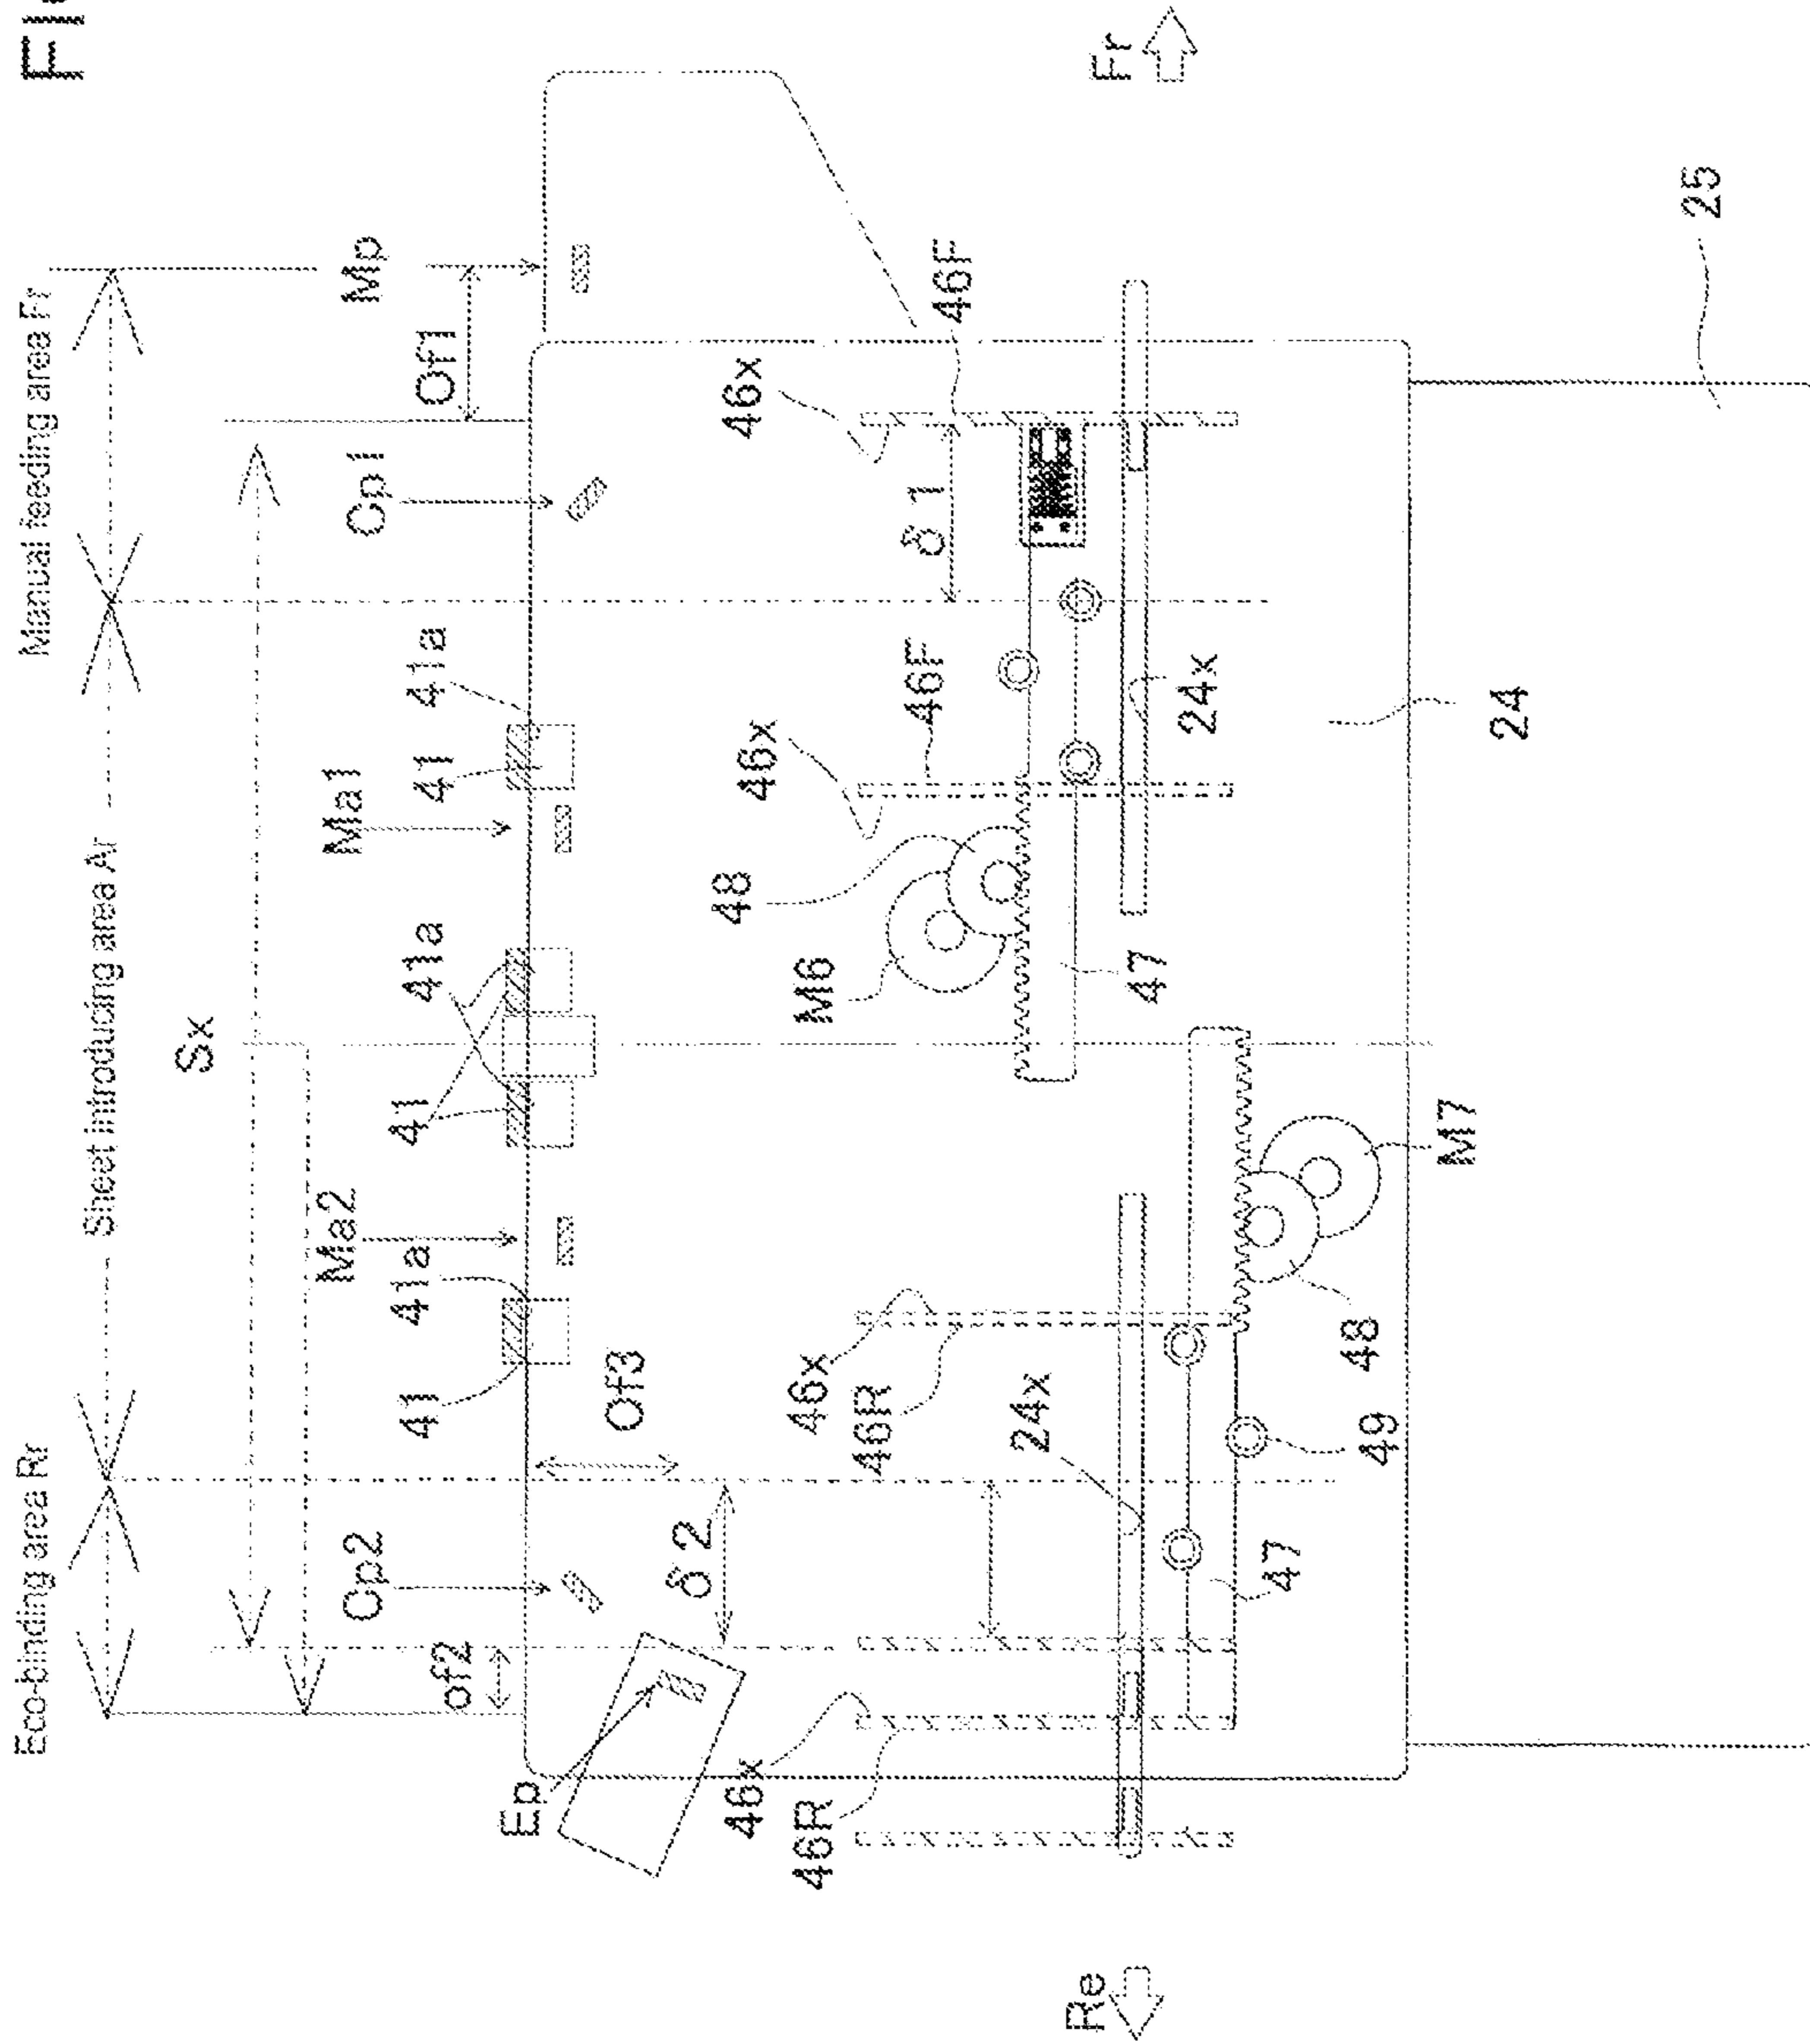 FIG
Manual feeding area Fr
Sheet introducing area Ar
Eco-binding area Rr
Sx
Mp
Of1
Cp1
Ma1
41a
41
41a
41
Ma2
41a
41
Cp2
of2
Of3
δ1
δ2
Ep
46x
46F
46x
46F
48
M6
47
24x
46x
46R
24x
46x
46R
47
48
49
M7
24
25
Fr
Re